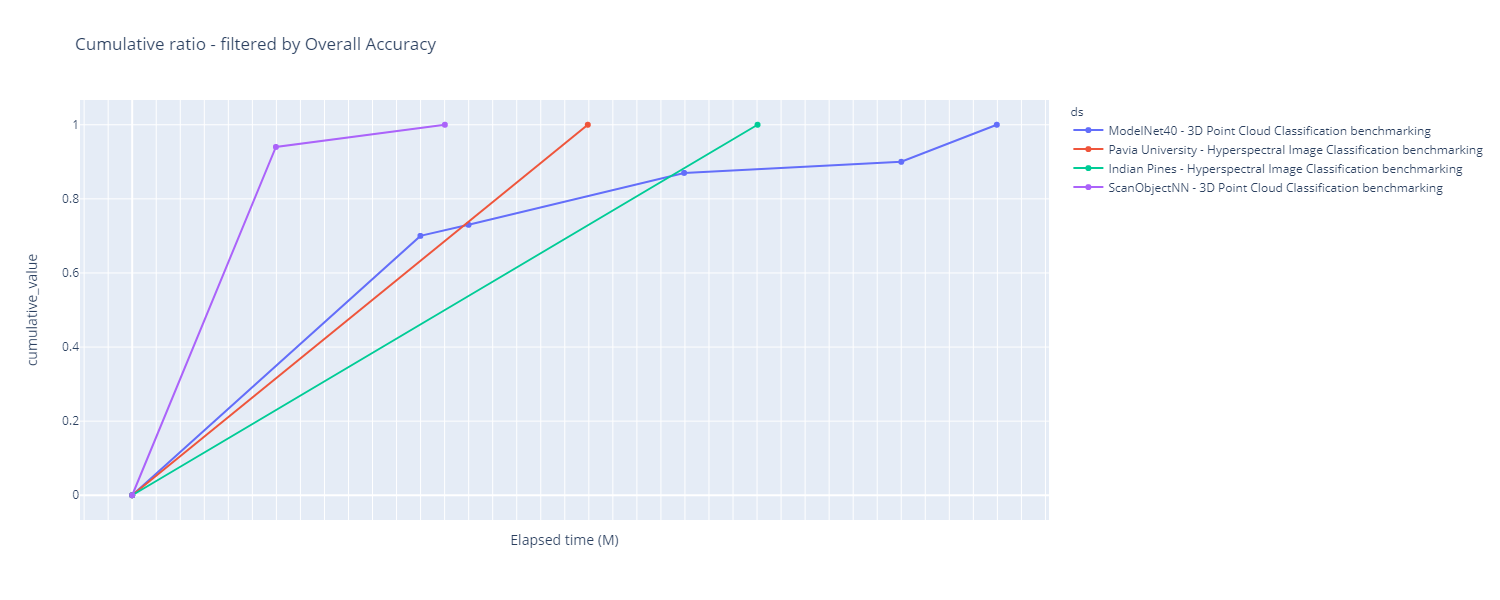 Cumulative ratio - filtered by Overall Accuracy
cumulative_value
1
0.8
0.6
0.4
0.2
0
Elapsed time (M)
ds
ModelNet40 - 3D Point Cloud Classification benchmarking
Pavia University - Hyperspectral Image Classification benchmarking
Indian Pines - Hyperspectral Image Classification benchmarking
ScanObjectNN - 3D Point Cloud Classification benchmarking